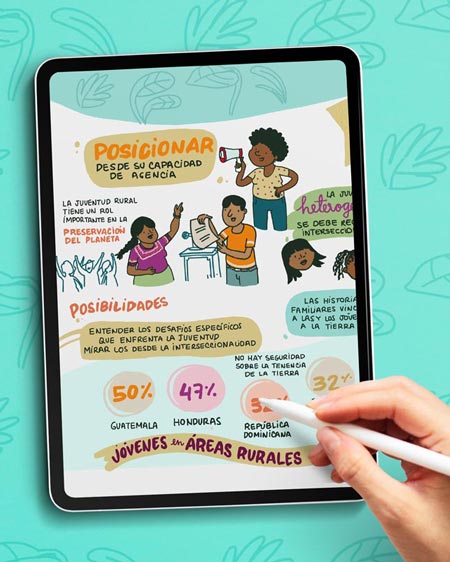 POSICIONAR
DESDE SU CAPACIDAD
DE AGENCIA
LA JUVENTUD RURAL
TIENE UN ROL
IMPORTANTE EN LA
PRESERVACIÓN
DEL PLANETA
LA
SE DEBE
POSIBILIDADES
ENTENDER LOS DESAFÍOS ESPECÍFICOS
QUE ENFRENTA LA JUVENTUD
MIRAR LOS DESDE LA INTERSECCIONALIDAD
LAS
FAMILIARES
A LAS Y LOS
A LA TIERRA
NO HAY SEGURIDAD
SOBRE LA TENENCIA
DE LA TIERRA
50%
GUATEMALA
47%
HONDURAS
REPÚBLICA
DOMINICANA
32%
JÓVENES en ÁREAS RURALES